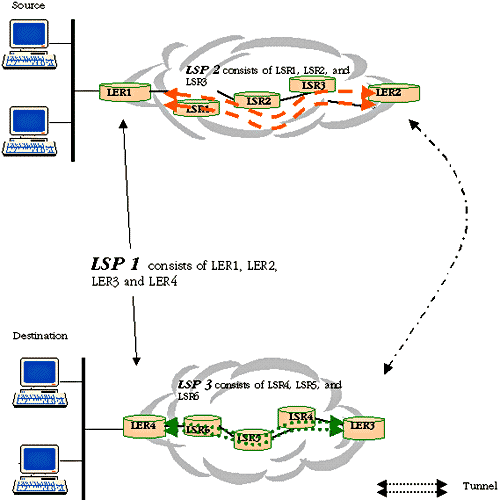 Source
LSP 2 consists of LSR1, LSR2, and
LSR3
LER1
LSR1
LSR2
LSR3
LER2
LSP 1 consists of LER1, LER2,
LER3 and LER4
Destination
LSP 3 consists of LSR4, LSR5, and
LSR6
LER4
LSR6
LSR5
LSR4
LER3
Tunnel